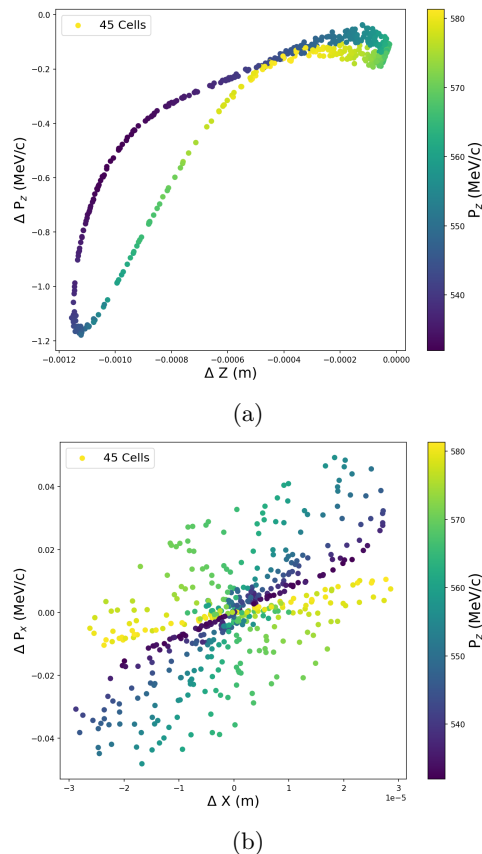 45 Cells
0.0
−0.2
−0.4
−0.6
−0.8
−1.0
−1.2
Δ P_z (MeV/c)
−0.0012 −0.0010 −0.0008 −0.0006 −0.0004 −0.0002 0.0000
Δ Z (m)
580
570
560
550
540
P_z (MeV/c)
(a)
45 Cells
0.04
0.02
0.00
−0.02
−0.04
Δ P_x (MeV/c)
−3 −2 −1 0 1 2 3
1e−5
Δ X (m)
580
570
560
550
540
P_z (MeV/c)
(b)